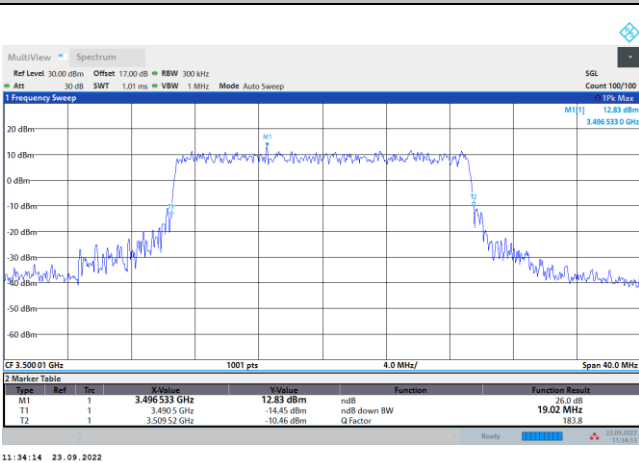 MultiView Spectrum
Ref Level 30.00 dBm Offset 17.00 dB RBW 300 kHz SGL
Att 30 dB SWT 1.01 ms VBW 1 MHz Mode Auto Sweep Count 100/100
1 Frequency Sweep 1Pk Max
M1[1] 12.83 dBm
3.496 533 0 GHz
20 dBm
M1
10 dBm
0 dBm
T1 T2
-10 dBm
-20 dBm
-30 dBm
-40 dBm
-50 dBm
-60 dBm
CF 3.500 01 GHz 1001 pts 4.0 MHz/ Span 40.0 MHz
2 Marker Table
Type Ref Trc X-Value Y-Value Function Function Result
M1 1 3.496 533 GHz 12.83 dBm ndB 26.0 dB
T1 1 3.490 5 GHz -14.45 dBm ndB down BW 19.02 MHz
T2 1 3.509 52 GHz -10.46 dBm Q Factor 183.8
Ready 23.09.2022
11:34:13
11:34:14 23.09.2022